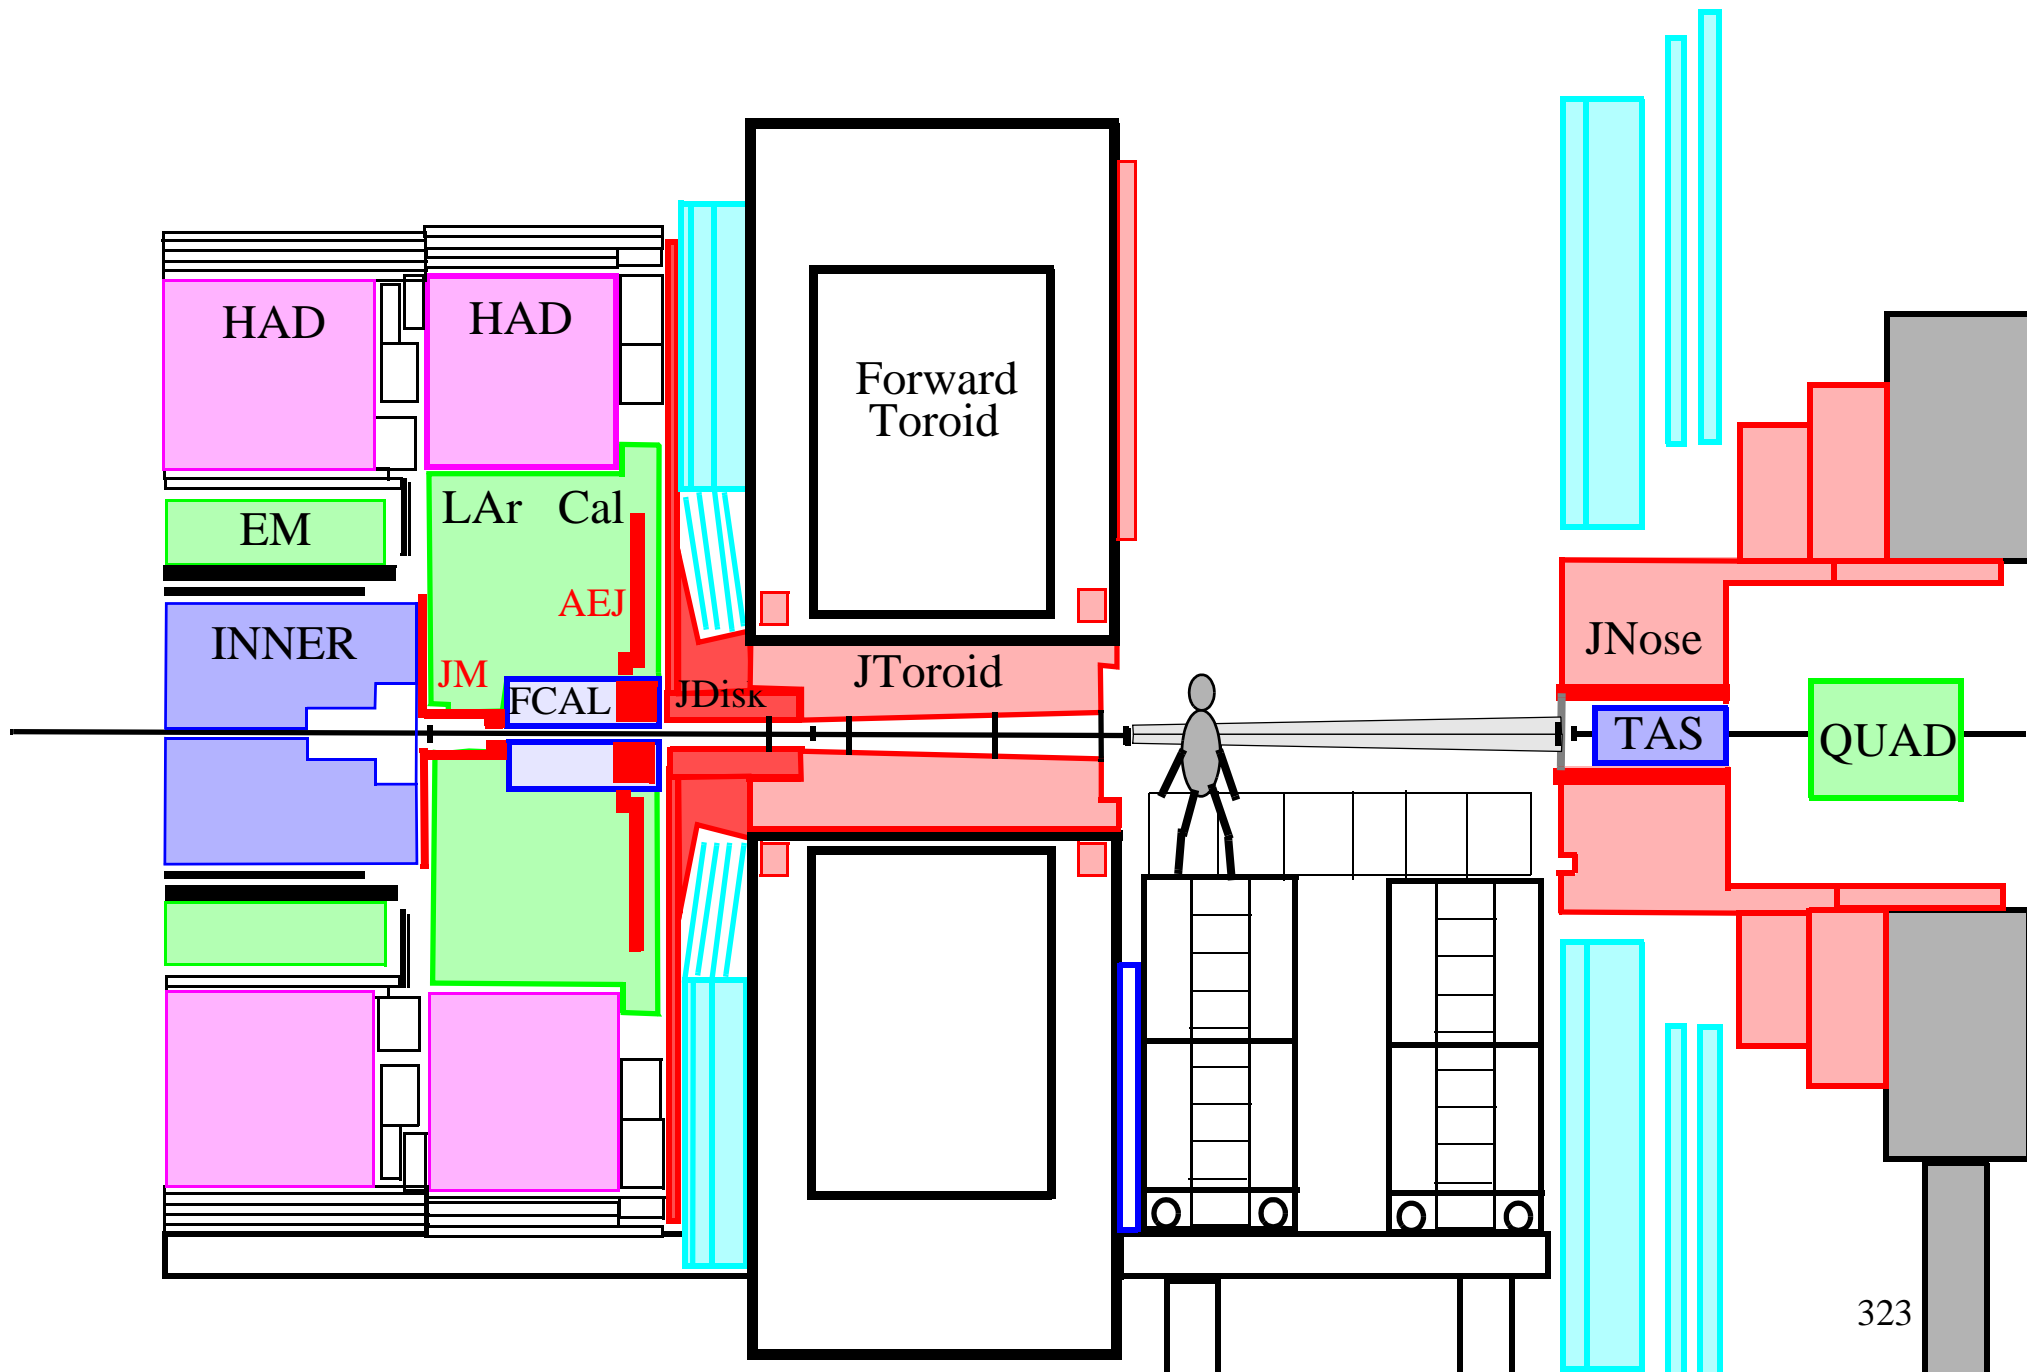 HAD
HAD
Forward
Toroid
LAr Cal
EM
AEJ
INNER
JNose
JM
JDisk
JToroid
FCAL
TAS
QUAD
323